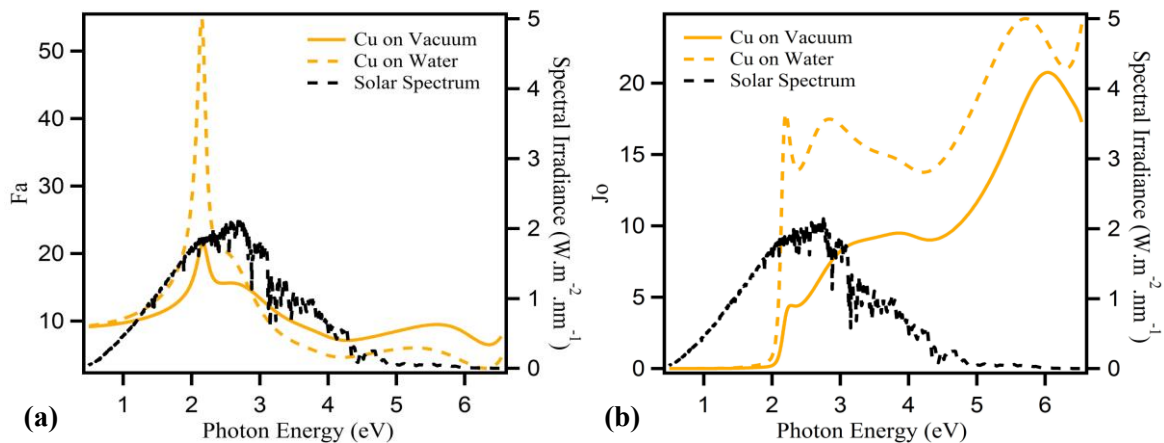 50
40
30
20
10
Fa
1
2
3
4
5
6
Photon Energy (eV)
5
4
3
2
1
0
Spectral Irradiance (W.m⁻².nm⁻¹)
Cu on Vacuum
Cu on Water
Solar Spectrum
(a)
20
15
10
5
0
Jo
1
2
3
4
5
6
Photon Energy (eV)
5
4
3
2
1
0
Spectral Irradiance (W.m⁻².nm⁻¹)
Cu on Vacuum
Cu on Water
Solar Spectrum
(b)